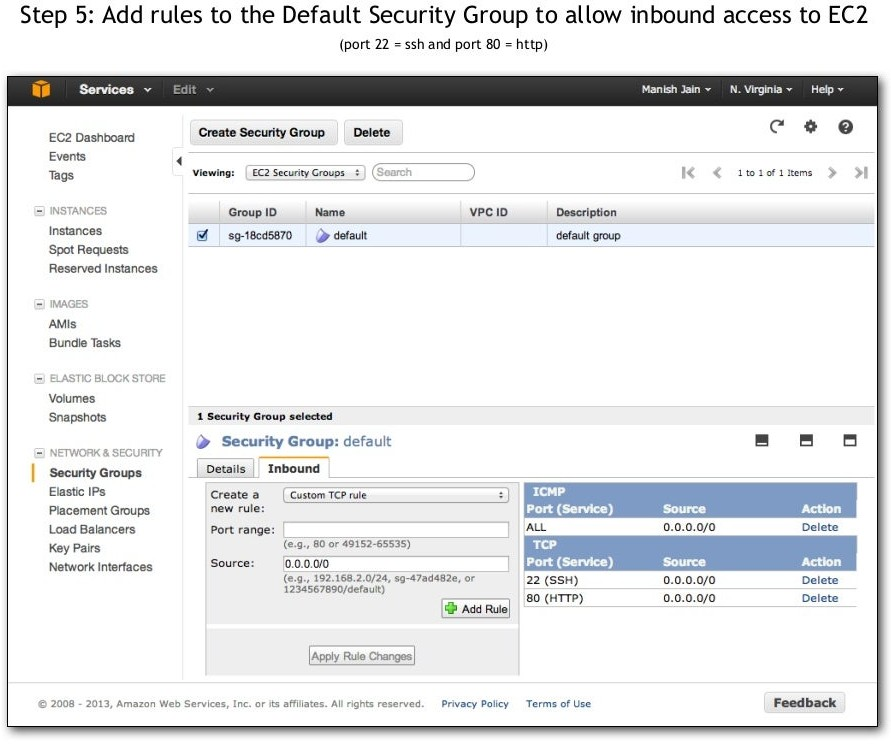 Step 5: Add rules to the Default Security Group to allow inbound access to EC2
(port 22 = ssh and port 80 = http)
Services Edit Manish Jain N. Virginia Help
EC2 Dashboard
Events
Tags
INSTANCES
Instances
Spot Requests
Reserved Instances
IMAGES
AMIs
Bundle Tasks
ELASTIC BLOCK STORE
Volumes
Snapshots
NETWORK & SECURITY
Security Groups
Elastic IPs
Placement Groups
Load Balancers
Key Pairs
Network Interfaces
Create Security Group Delete
Viewing: EC2 Security Groups Search 1 to 1 of 1 Items
Group ID Name VPC ID Description
sg-18cd5870 default default group
1 Security Group selected
Security Group: default
Details Inbound
Create a
new rule: Custom TCP rule
Port range:
(e.g., 80 or 49152-65535)
Source: 0.0.0.0/0
(e.g., 192.168.2.0/24, sg-47ad482e, or
1234567890/default)
Add Rule
Apply Rule Changes
ICMP
Port (Service) Source Action
ALL 0.0.0.0/0 Delete
TCP
Port (Service) Source Action
22 (SSH) 0.0.0.0/0 Delete
80 (HTTP) 0.0.0.0/0 Delete
© 2008 - 2013, Amazon Web Services, Inc. or its affiliates. All rights reserved. Privacy Policy Terms of Use Feedback